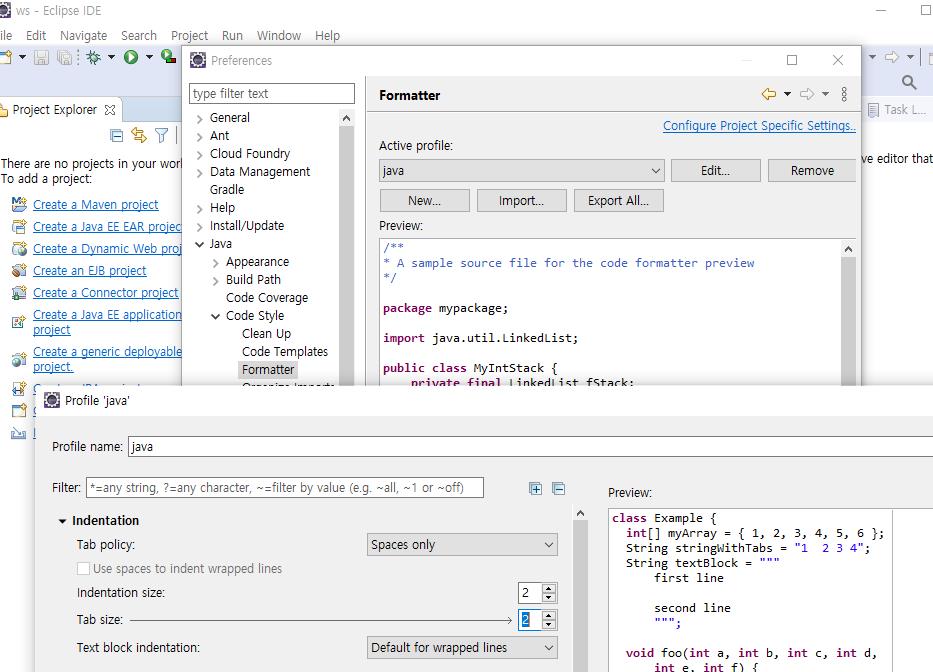 ws - Eclipse IDE
ile Edit Navigate Search Project Run Window Help
Project Explorer
There are no projects in your worl
To add a project:
Create a Maven project
Create a Java EE EAR projec
Create a Dynamic Web proj
Create an EJB project
Create a Connector project
Create a Java EE application
project
Create a generic deployable
project.
Preferences
type filter text
General
Ant
Cloud Foundry
Data Management
Gradle
Help
Install/Update
Java
Appearance
Build Path
Code Coverage
Code Style
Clean Up
Code Templates
Formatter
Organize Imports
Formatter
Configure Project Specific Settings..
Active profile:
java
Edit...
Remove
New...
Import...
Export All...
Preview:
/**
* A sample source file for the code formatter preview
*/
package mypackage;
import java.util.LinkedList;
public class MyIntStack {
private final LinkedList fStack;
Task L...
ve editor that
Profile 'java'
Profile name: java
Filter: *=any string, ?=any character, ~=filter by value (e.g. ~all, ~1 or ~off)
Indentation
Tab policy: Spaces only
Use spaces to indent wrapped lines
Indentation size: 2
Tab size: 2
Text block indentation: Default for wrapped lines
Preview:
class Example {
int[] myArray = { 1, 2, 3, 4, 5, 6 };
String stringWithTabs = "1  2 3 4";
String textBlock = """
first line
second line
""";
void foo(int a, int b, int c, int d,
int e, int f) {